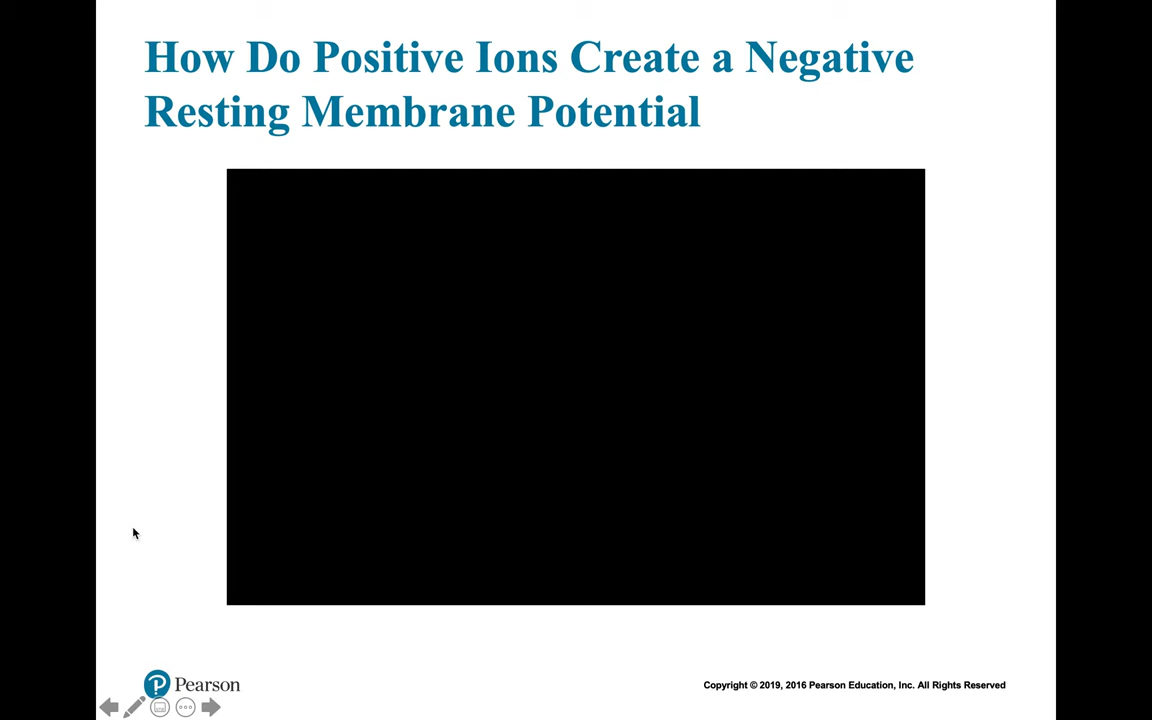 How Do Positive Ions Create a Negative
Resting Membrane Potential
Pearson
Copyright © 2019, 2016 Pearson Education, Inc. All Rights Reserved